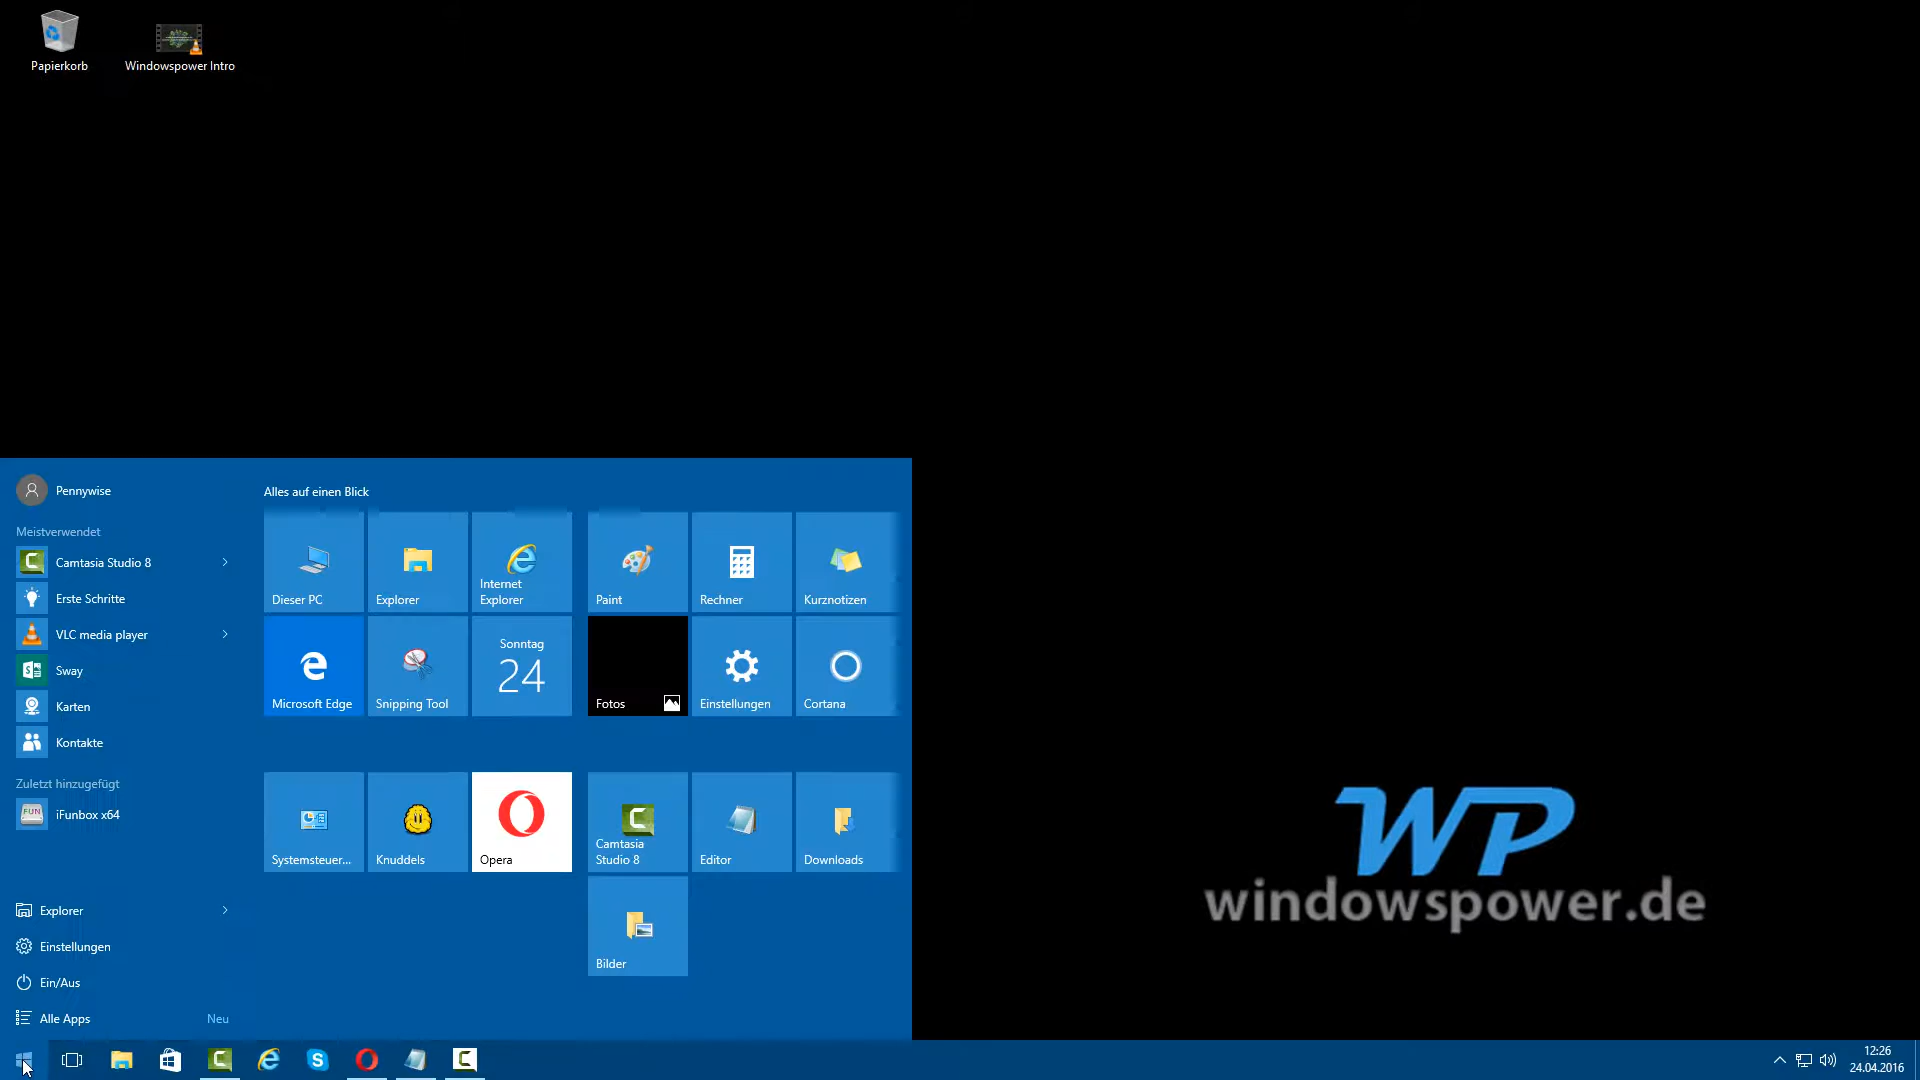 Papierkorb
Windowspower Intro
Pennywise
Meistverwendet
Camtasia Studio 8
Erste Schritte
VLC media player
Sway
Karten
Kontakte
Zuletzt hinzugefügt
FUN
iFunbox x64
Explorer
Einstellungen
Ein/Aus
Alle Apps
Neu
Alles auf einen Blick
Dieser PC
Explorer
Internet
Explorer
Paint
Rechner
Kurznotizen
Microsoft Edge
Snipping Tool
Sonntag
24
Fotos
Einstellungen
Cortana
Systemsteuer...
Knuddels
Opera
Camtasia
Studio 8
Editor
Downloads
Bilder
WP
windowspower.de
12:26
24.04.2016